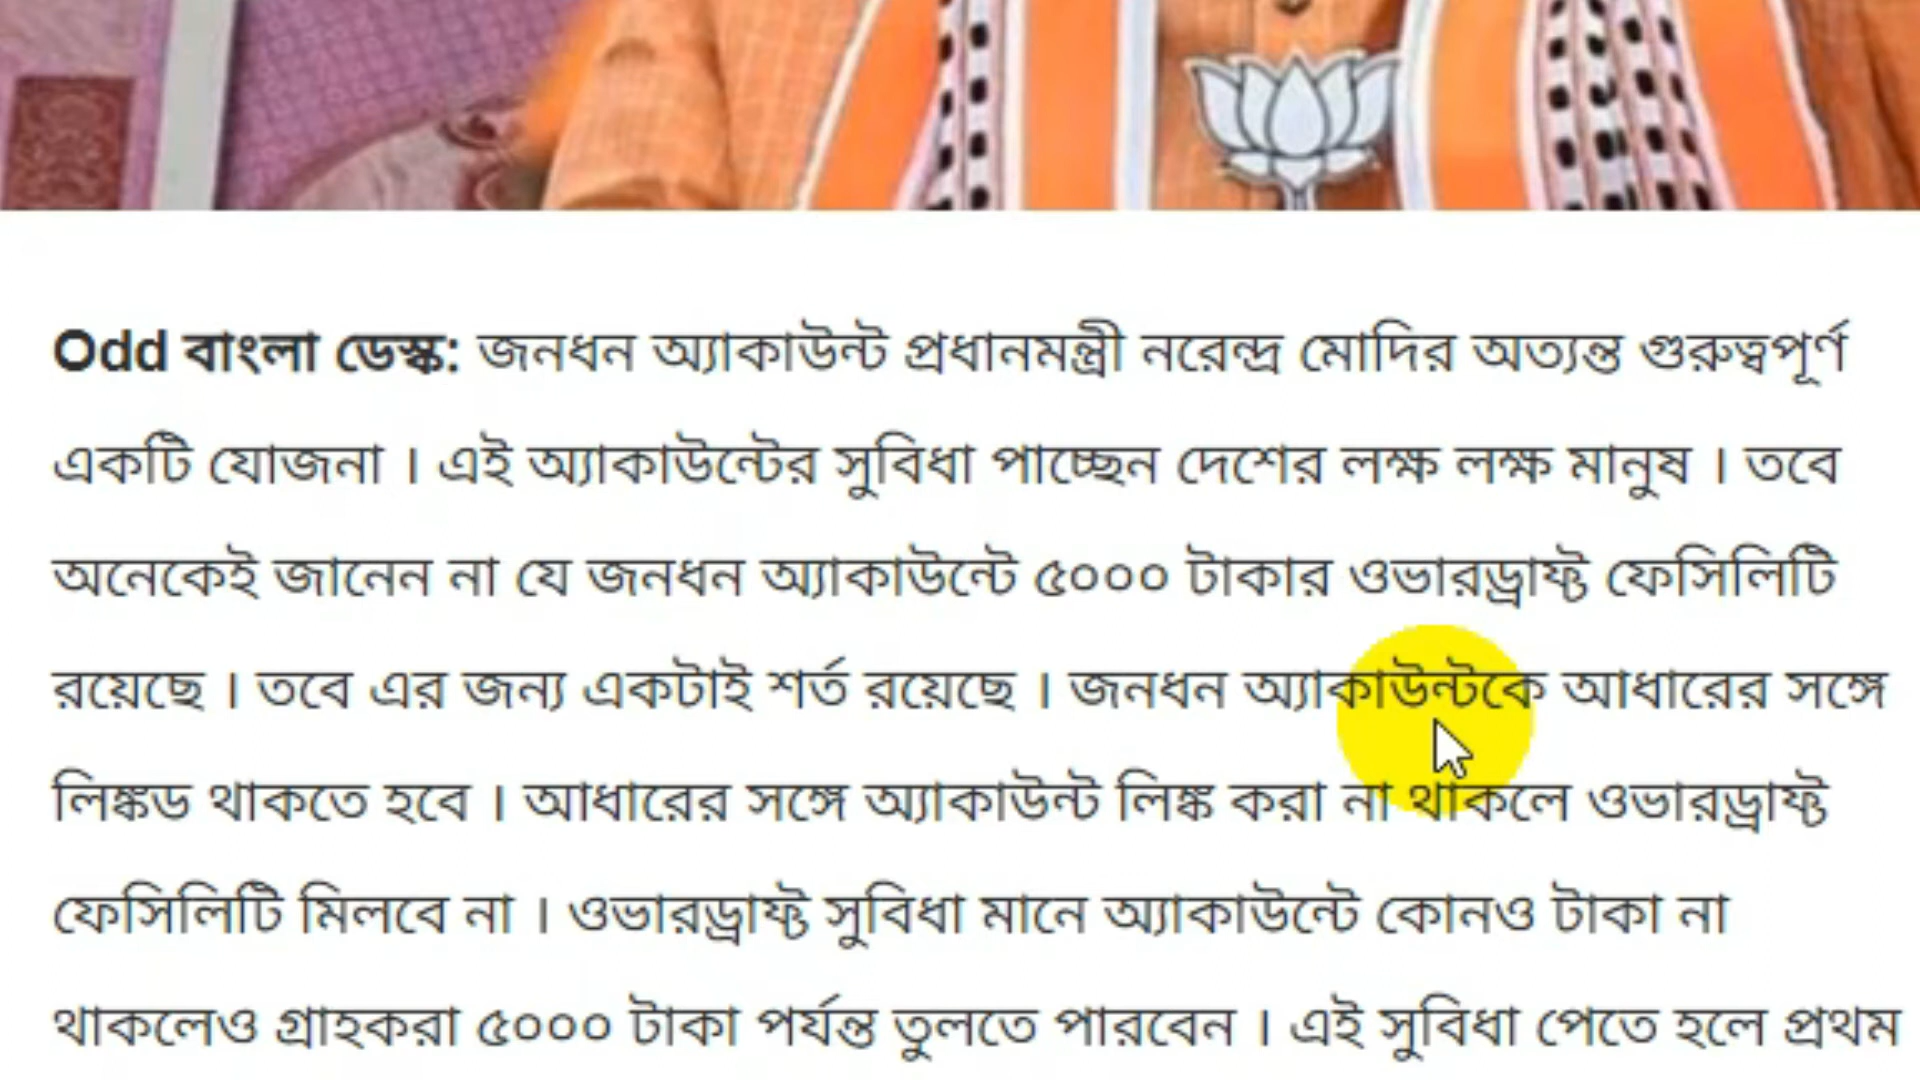 Odd বাংলা ডেস্ক: জনধন অ্যাকাউন্ট প্রধানমন্ত্রী নরেন্দ্র মোদির অত্যন্ত গুরুত্বপূর্ণ
একটি যোজনা । এই অ্যাকাউন্টের সুবিধা পাচ্ছেন দেশের লক্ষ লক্ষ মানুষ । তবে
অনেকেই জানেন না যে জনধন অ্যাকাউন্টে ৫০০০ টাকার ওভারড্রাফ্ট ফেসিলিটি
রয়েছে । তবে এর জন্য একটাই শর্ত রয়েছে । জনধন অ্যাকাউন্টকে আধারের সঙ্গে
লিঙ্কড থাকতে হবে । আধারের সঙ্গে অ্যাকাউন্ট লিঙ্ক করা না থাকলে ওভারড্রাফ্ট
ফেসিলিটি মিলবে না । ওভারড্রাফ্ট সুবিধা মানে অ্যাকাউন্টে কোনও টাকা না
থাকলেও গ্রাহকরা ৫০০০ টাকা পর্যন্ত তুলতে পারবেন । এই সুবিধা পেতে হলে প্রথম